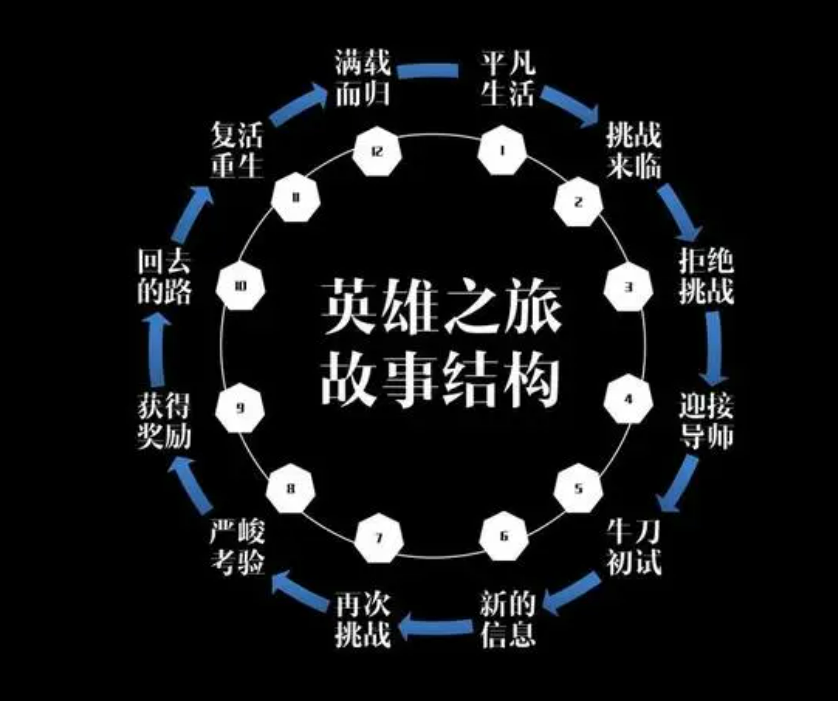 英雄之旅
故事结构
1
平凡
生活
2
挑战
来临
3
拒绝
挑战
4
迎接
导师
5
牛刀
初试
6
新的
信息
7
再次
挑战
8
严峻
考验
9
获得
奖励
10
回去
的路
11
复活
重生
12
满载
而归